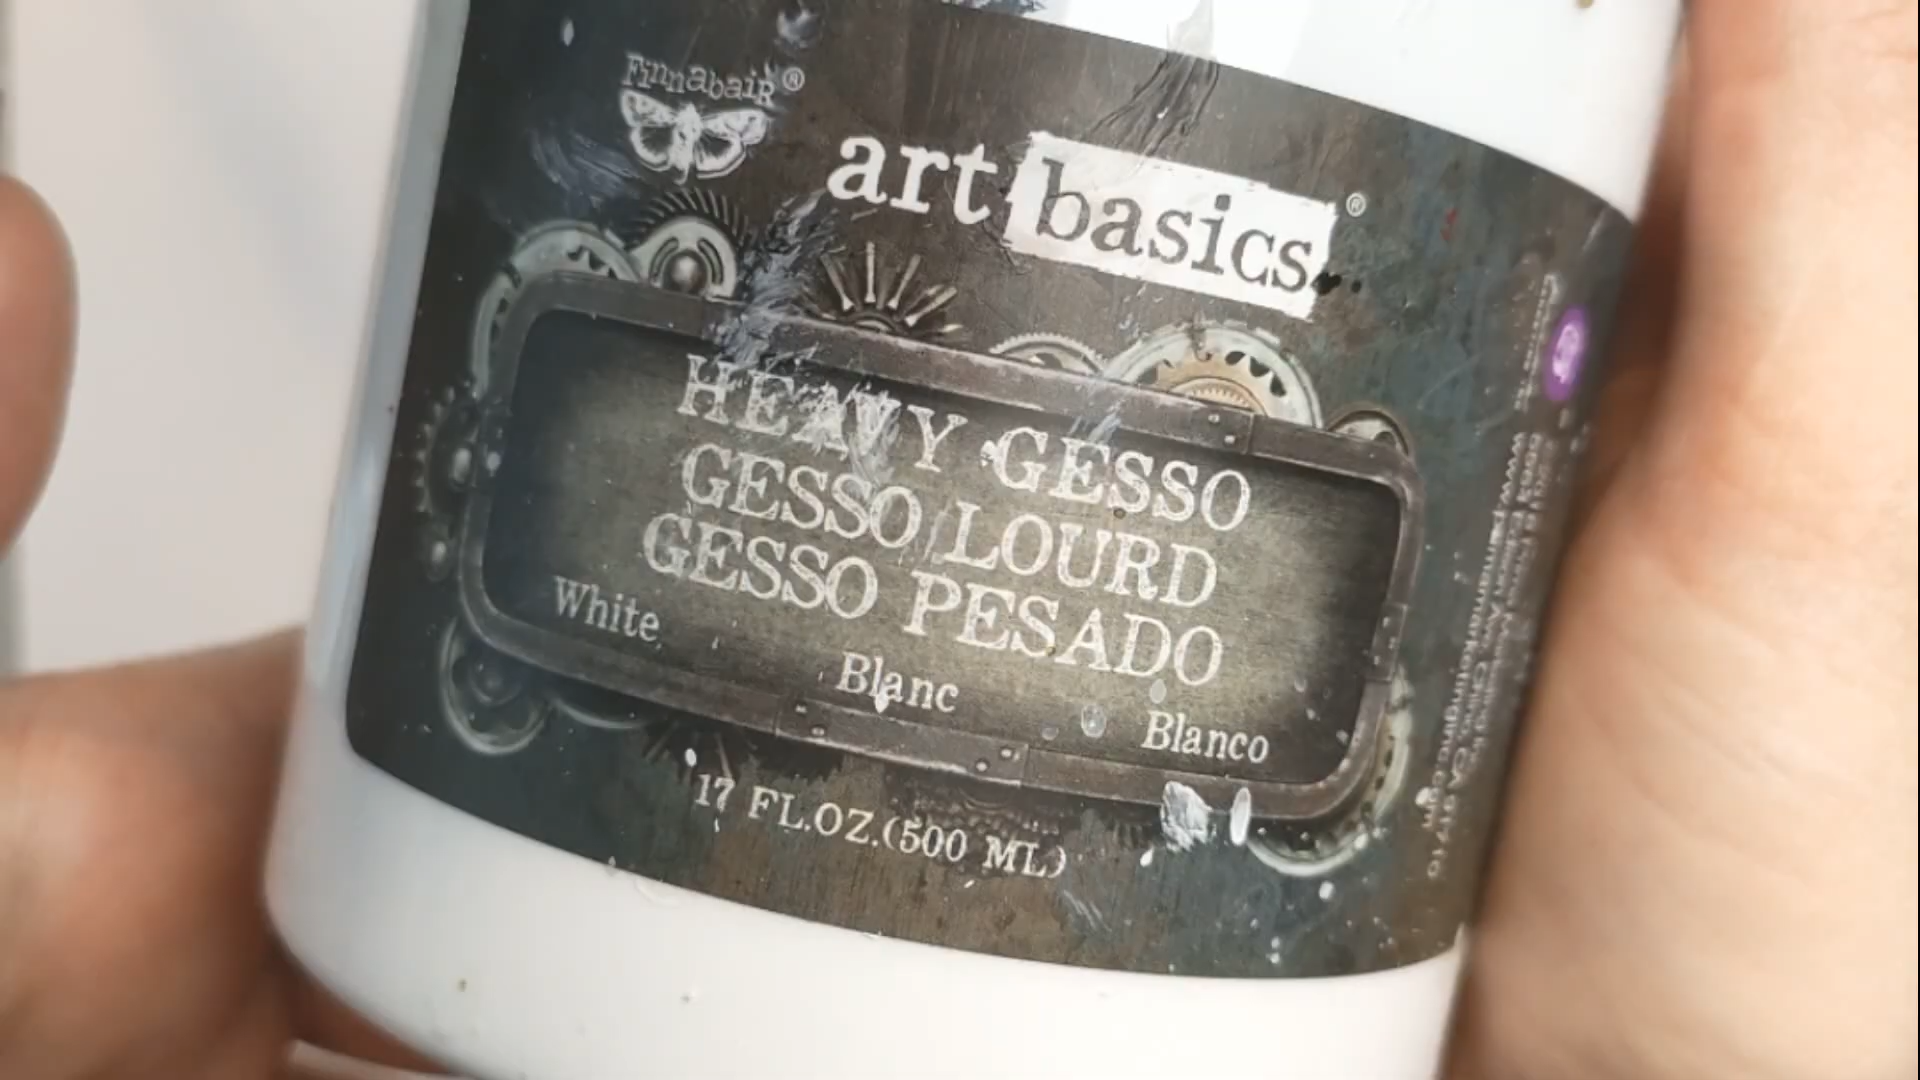 FinnabaiR®
art basics®
HEAVY GESSO
GESSO LOURD
GESSO PESADO
White
Blanc
Blanco
17 FL.OZ.(500 ML)